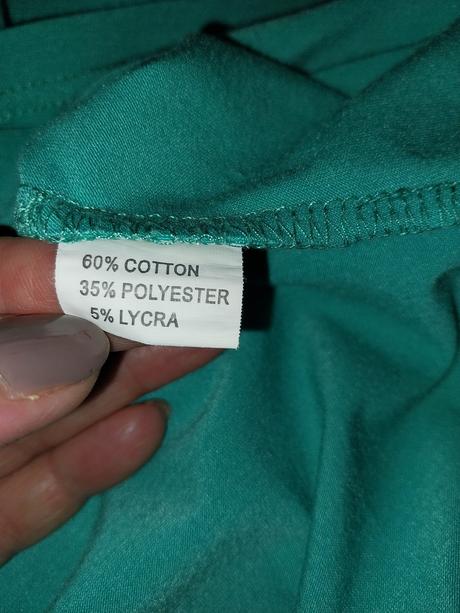 60% COTTON
35% POLYESTER
5% LYCRA